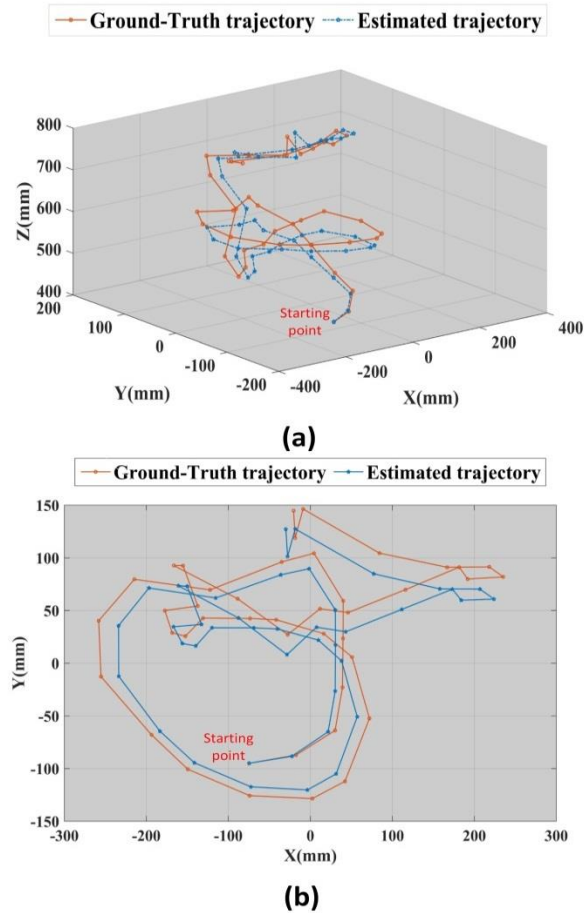 Ground-Truth trajectory Estimated trajectory
800
700
600
500
400
Z(mm)
200
100
0
-100
-200
Y(mm)
-400
-200
0
200
400
X(mm)
Starting
point
(a)
Ground-Truth trajectory Estimated trajectory
150
100
50
0
-50
-100
-150
Y(mm)
Starting
point
-300 -200 -100 0 100 200 300
X(mm)
(b)